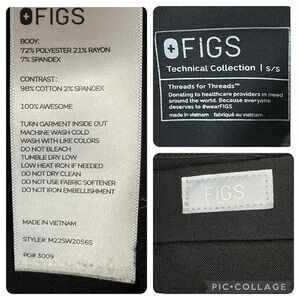 FIGS
BODY:
72% POLYESTER 21% RAYON
7% SPANDEX
CONTRAST:
98% COTTON 2% SPANDEX
100% AWESOME
TURN GARMENT INSIDE OUT
MACHINE WASH COLD
WASH WITH LIKE COLORS
DO NOT BLEACH
TUMBLE DRY LOW
LOW HEAT IRON IF NEEDED
DO NOT DRY CLEAN
DO NOT USE FABRIC SOFTENER
DO NOT IRON EMBELLISHMENT
MADE IN VIETNAM
STYLE#: M22SW2056S
PO# 3009
FIGS
Technical Collection | S/S
Threads for Threads™
Donating to healthcare providers in need
around the world. Because everyone
deserves to #wearFIGS
made in vietnam fabriqué au vietnam
FIGS
PIC•COLLAGE